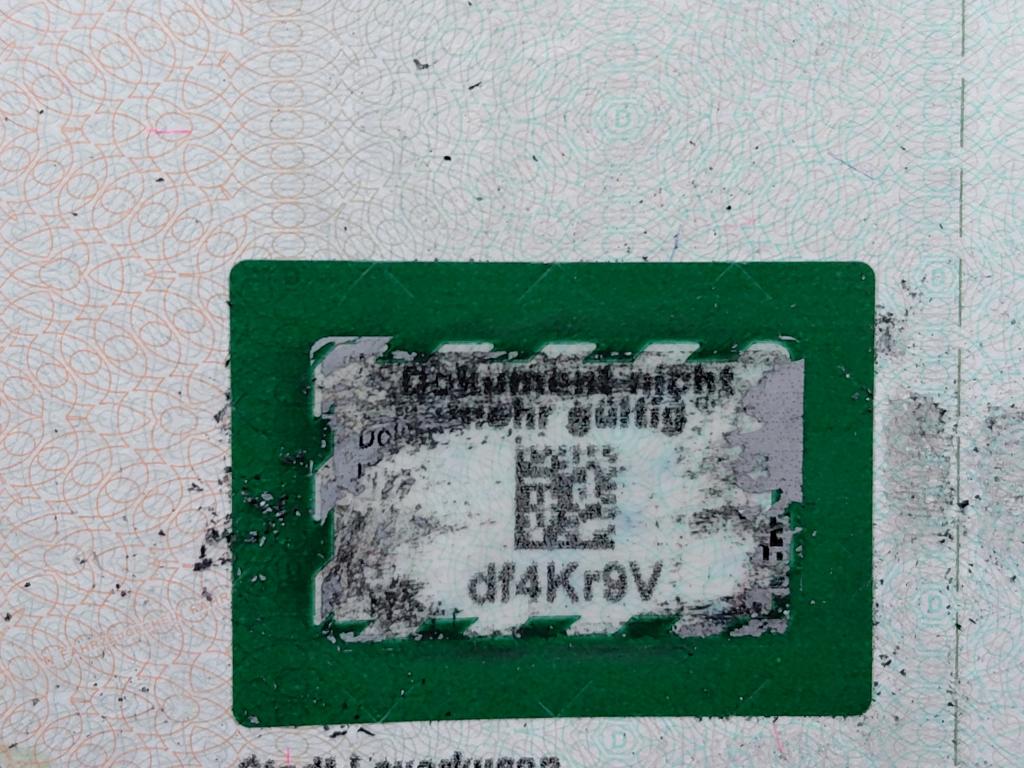 Dokument nicht
mehr gültig
df4Kr9V